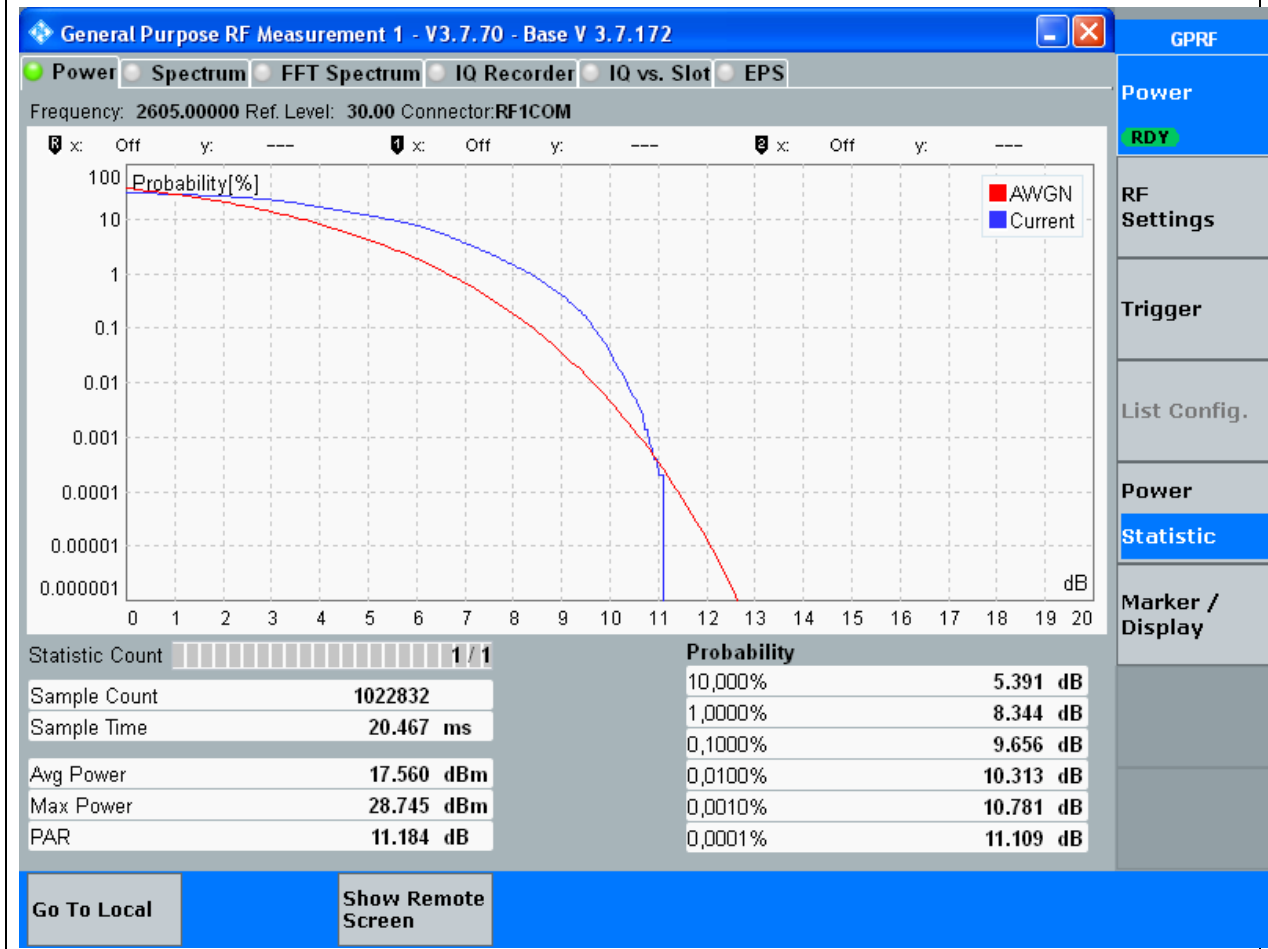 General Purpose RF Measurement 1 - V3.7.70 - Base V 3.7.172
GPRF
Power Spectrum FFT Spectrum IQ Recorder IQ vs. Slot EPS
Frequency: 2605.00000 Ref. Level: 30.00 Connector:RF1COM
R x: Off y: --- 1 x: Off y: --- 2 x: Off y: ---
Probability[%]
AWGN
Current
100
10
1
0.1
0.01
0.001
0.0001
0.00001
0.000001
dB
0 1 2 3 4 5 6 7 8 9 10 11 12 13 14 15 16 17 18 19 20
Statistic Count 1 / 1
Sample Count 1022832
Sample Time 20.467 ms
Avg Power 17.560 dBm
Max Power 28.745 dBm
PAR 11.184 dB
Probability
10,000% 5.391 dB
1,0000% 8.344 dB
0,1000% 9.656 dB
0,0100% 10.313 dB
0,0010% 10.781 dB
0,0001% 11.109 dB
Power
RDY
RF
Settings
Trigger
List Config.
Power
Statistic
Marker /
Display
Go To Local
Show Remote
Screen